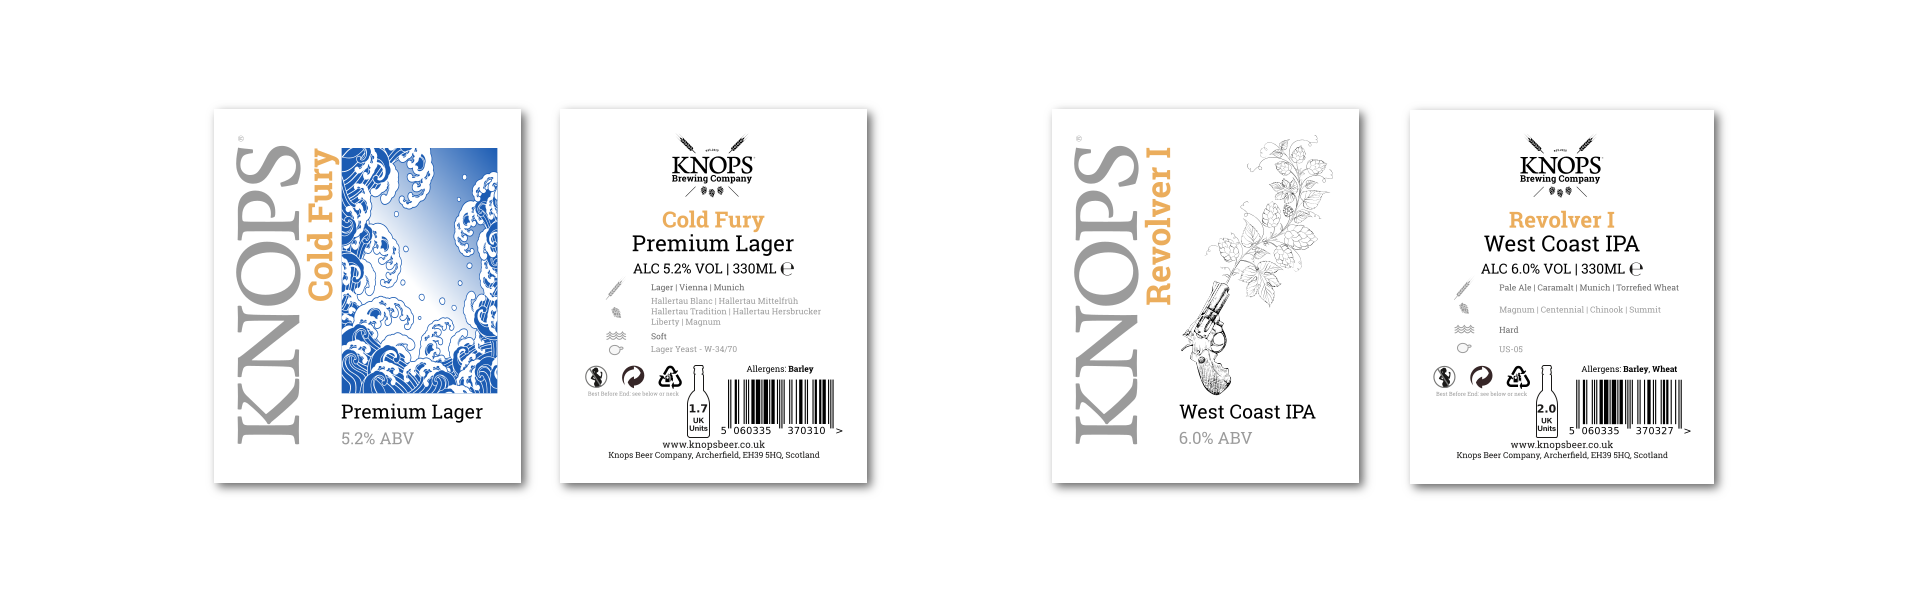 KNOPS
©
Cold Fury
Premium Lager
5.2% ABV
KNOPS
Brewing Company
Cold Fury
Premium Lager
ALC 5.2% VOL | 330ML ℮
Lager | Vienna | Munich
Hallertau Blanc | Hallertau Mittelfrüh
Hallertau Tradition | Hallertau Hersbrucker
Liberty | Magnum
Soft
Lager Yeast - W-34/70
Allergens: Barley
Best Before End: see below or neck
1.7
UK
Units
5 060335 370310 >
www.knopsbeer.co.uk
Knops Beer Company, Archerfield, EH39 5HQ, Scotland
KNOPS
©
Revolver I
West Coast IPA
6.0% ABV
KNOPS
Brewing Company
Revolver I
West Coast IPA
ALC 6.0% VOL | 330ML ℮
Pale Ale | Caramalt | Munich | Torrefied Wheat
Magnum | Centennial | Chinook | Summit
Hard
US-05
Allergens: Barley, Wheat
Best Before End: see below or neck
2.0
UK
Units
5 060335 370327 >
www.knopsbeer.co.uk
Knops Beer Company, Archerfield, EH39 5HQ, Scotland